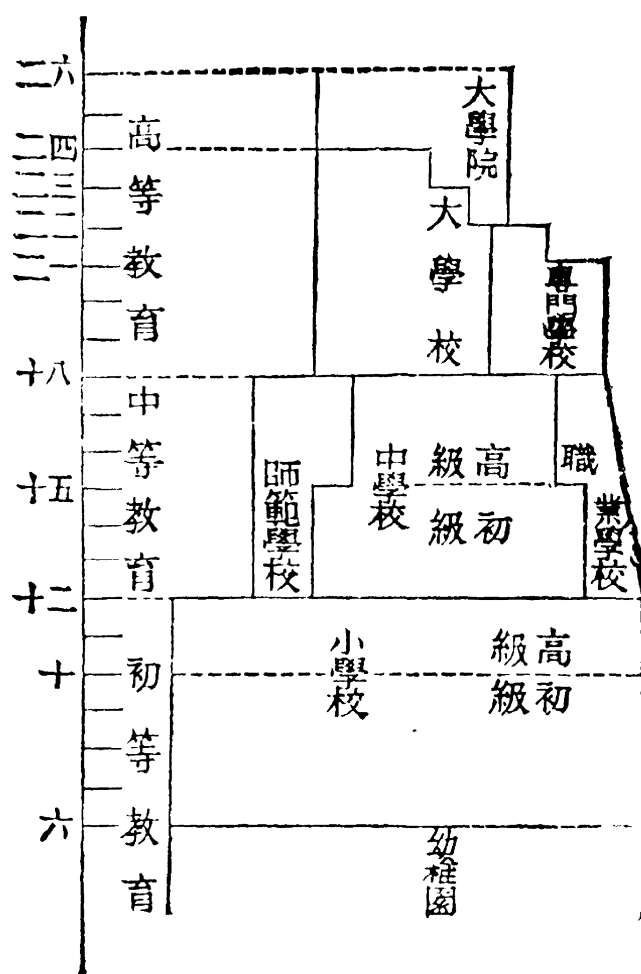 二六
二四
二三
二二
二一
十八
十五
十二
十
六
高等教育
中等教育
初等教育
大學院
大學校
專門學校
師範學校
中學校
高級
初級
職業學校
小學校
高級
初級
幼稚園